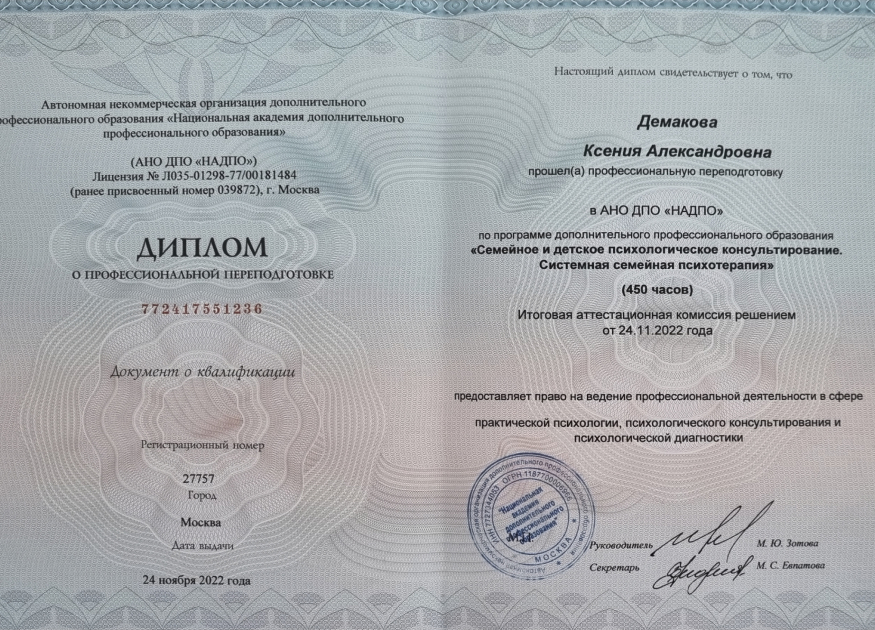 Автономная некоммерческая организация дополнительного
рофессионального образования «Национальная академия дополнительного
профессионального образования»
(АНО ДПО «НАДПО»)
Лицензия № Л035-01298-77/00181484
(ранее присвоенный номер 039872), г. Москва
ДИПЛОМ
О ПРОФЕССИОНАЛЬНОЙ ПЕРЕПОДГОТОВКЕ
772417551236
Документ о квалификации
Регистрационный номер
27757
Город
Москва
Дата выдачи
24 ноября 2022 года
Настоящий диплом свидетельствует о том, что
Демакова
Ксения Александровна
прошел(а) профессиональную переподготовку
в АНО ДПО «НАДПО»
по программе дополнительного профессионального образования
«Семейное и детское психологическое консультирование.
Системная семейная психотерапия»
(450 часов)
Итоговая аттестационная комиссия решением
от 24.11.2022 года
предоставляет право на ведение профессиональной деятельности в сфере
практической психологии, психологического консультирования и
психологической диагностики
"Национальная
академия
дополнительного
профессионального
образования"
МОСКВА
Руководитель
М. Ю. Зотова
Секретарь
М. С. Евпатова